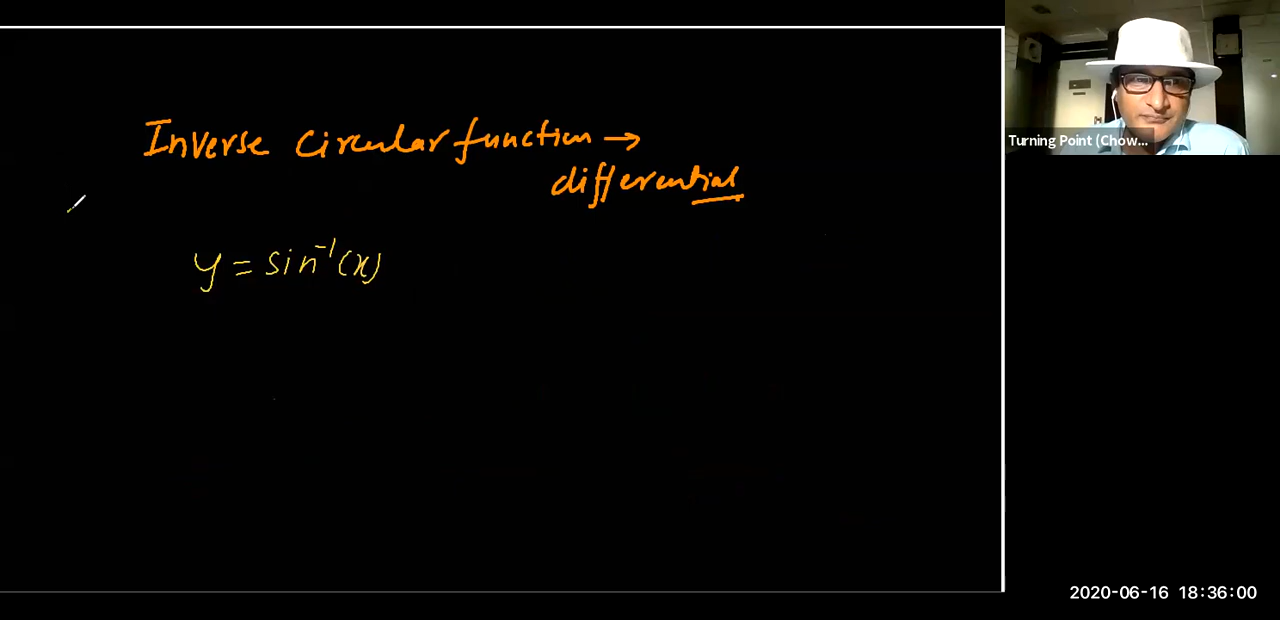 Inverse circular function →
differential
y = sin⁻¹(x)
Turning Point (Chow...
2020-06-16 18:36:00